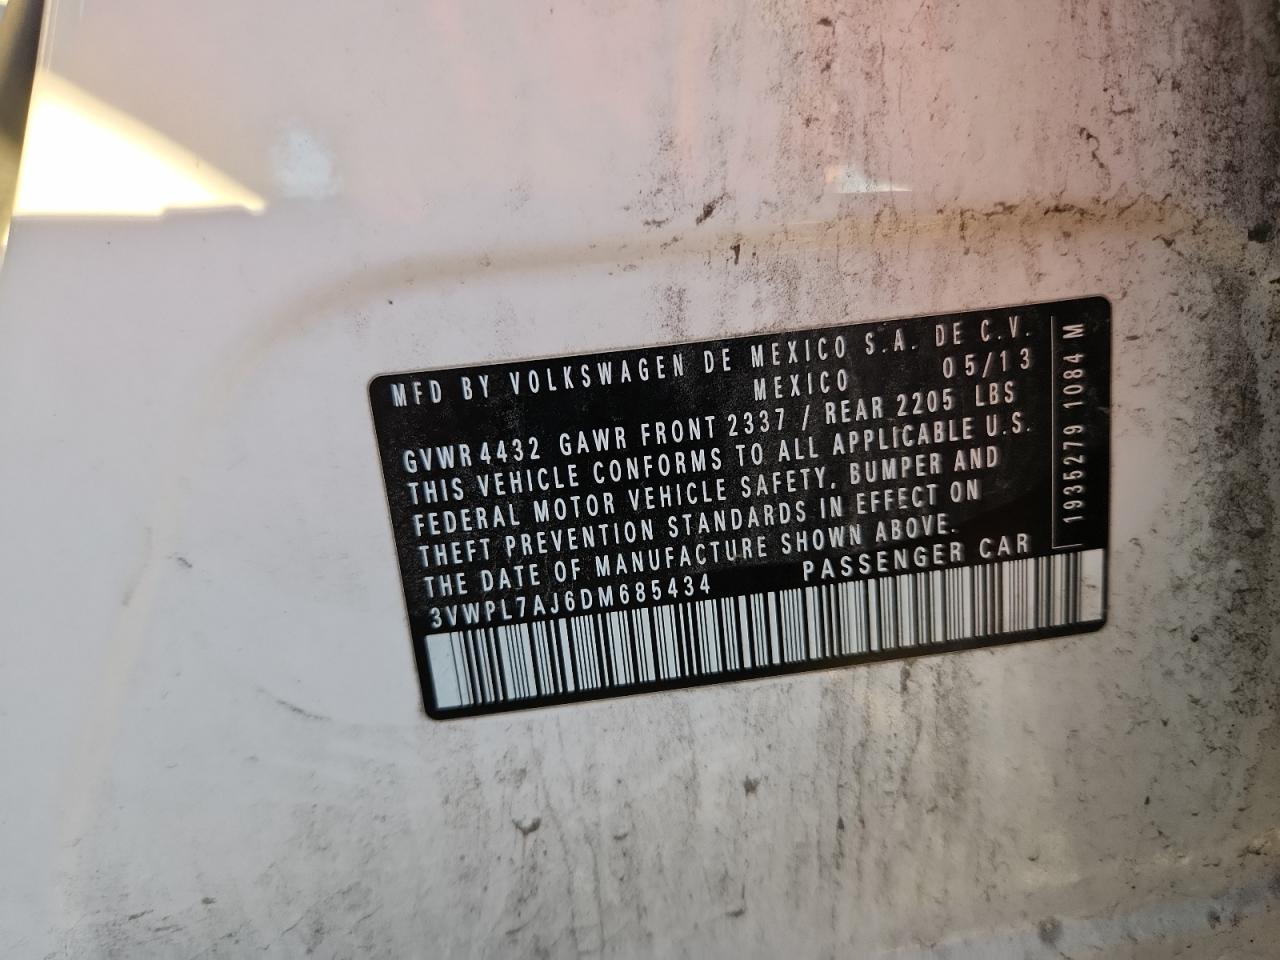 MFD BY VOLKSWAGEN DE MEXICO S.A. DE C.V.
MEXICO 05/13
GVWR 4432 GAWR FRONT 2337 / REAR 2205 LBS
THIS VEHICLE CONFORMS TO ALL APPLICABLE U.S.
FEDERAL MOTOR VEHICLE SAFETY, BUMPER AND
THEFT PREVENTION STANDARDS IN EFFECT ON
THE DATE OF MANUFACTURE SHOWN ABOVE.
3VWPL7AJ6DM685434 PASSENGER CAR
1935279 1084 M